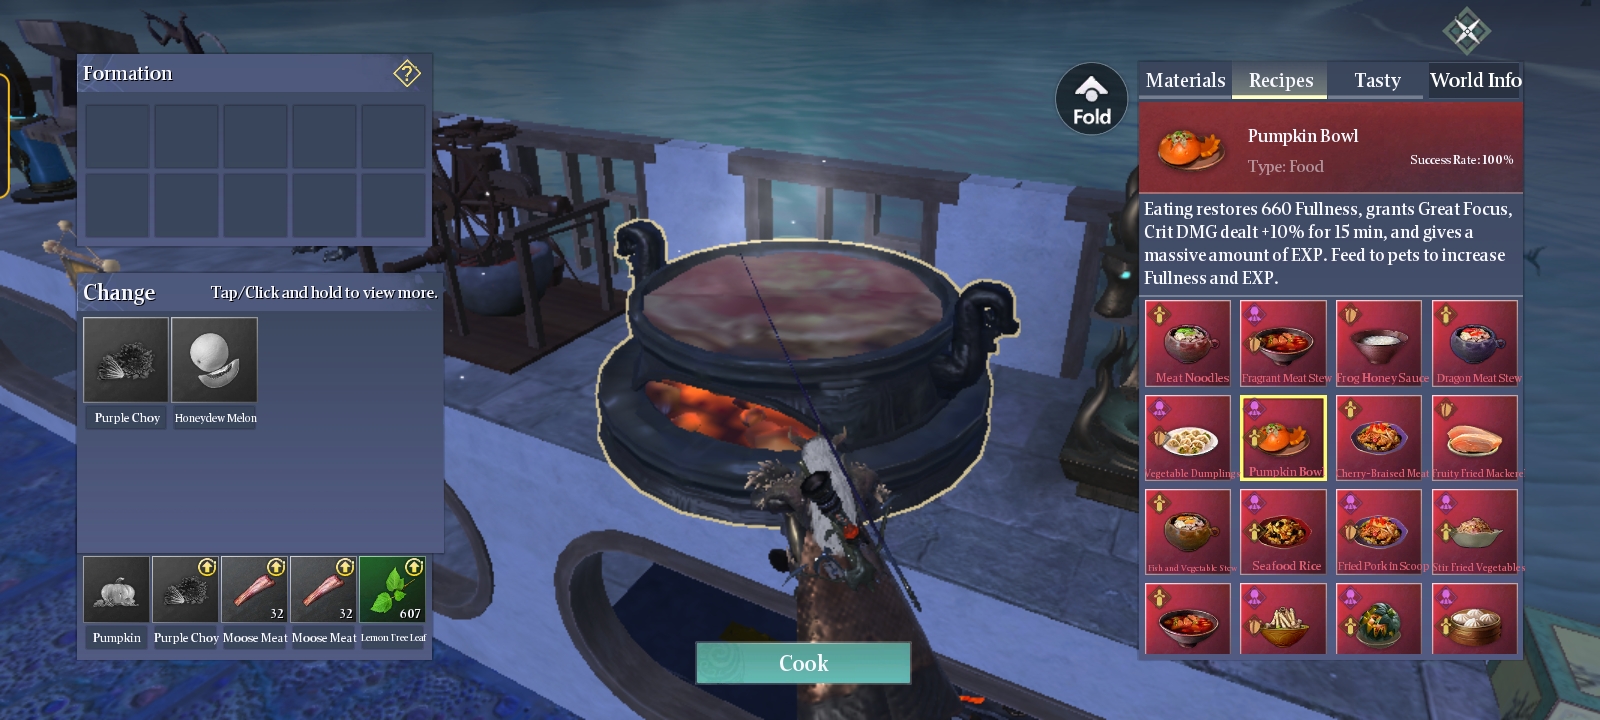 Formation
?
Change
Tap/Click and hold to view more.
Purple Choy
Honeydew Melon
32
32
607
Pumpkin
Purple Choy
Moose Meat
Moose Meat
Lemon Tree Leaf
Fold
Cook
Materials
Recipes
Tasty
World Info
Pumpkin Bowl
Type: Food
Success Rate: 100%
Eating restores 660 Fullness, grants Great Focus,
Crit DMG dealt +10% for 15 min, and gives a
massive amount of EXP. Feed to pets to increase
Fullness and EXP.
Meat Noodles
Fragrant Meat Stew
Frog Honey Sauce
Dragon Meat Stew
Vegetable Dumplings
Pumpkin Bowl
Cherry-Braised Meat
Fruity Fried Mackere
Fish and Vegetable Stew
Seafood Rice
Fried Pork in Scoop
Stir Fried Vegetables